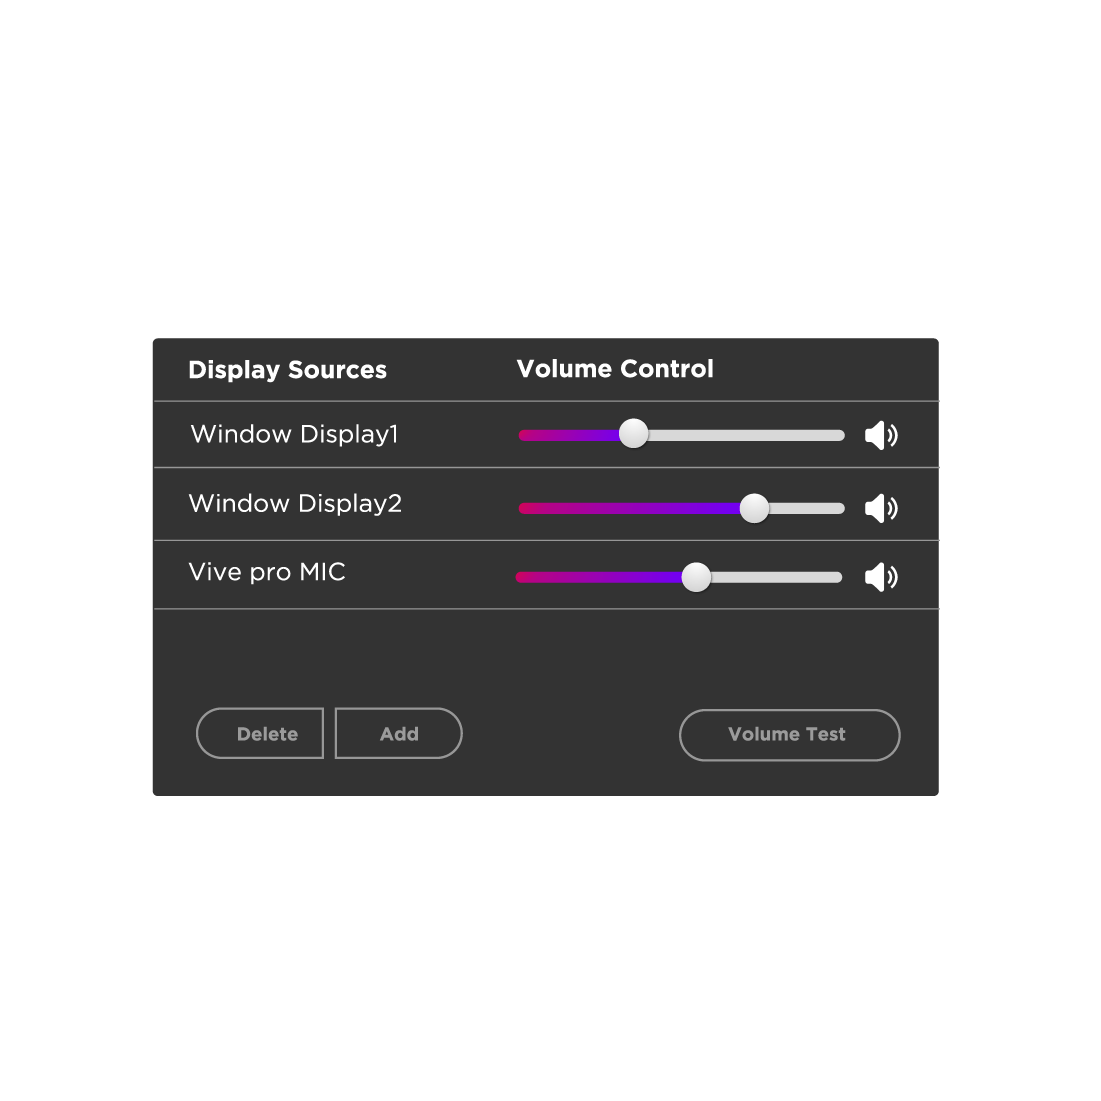 Display Sources
Volume Control
Window Display1
Window Display2
Vive pro MIC
Delete
Add
Volume Test